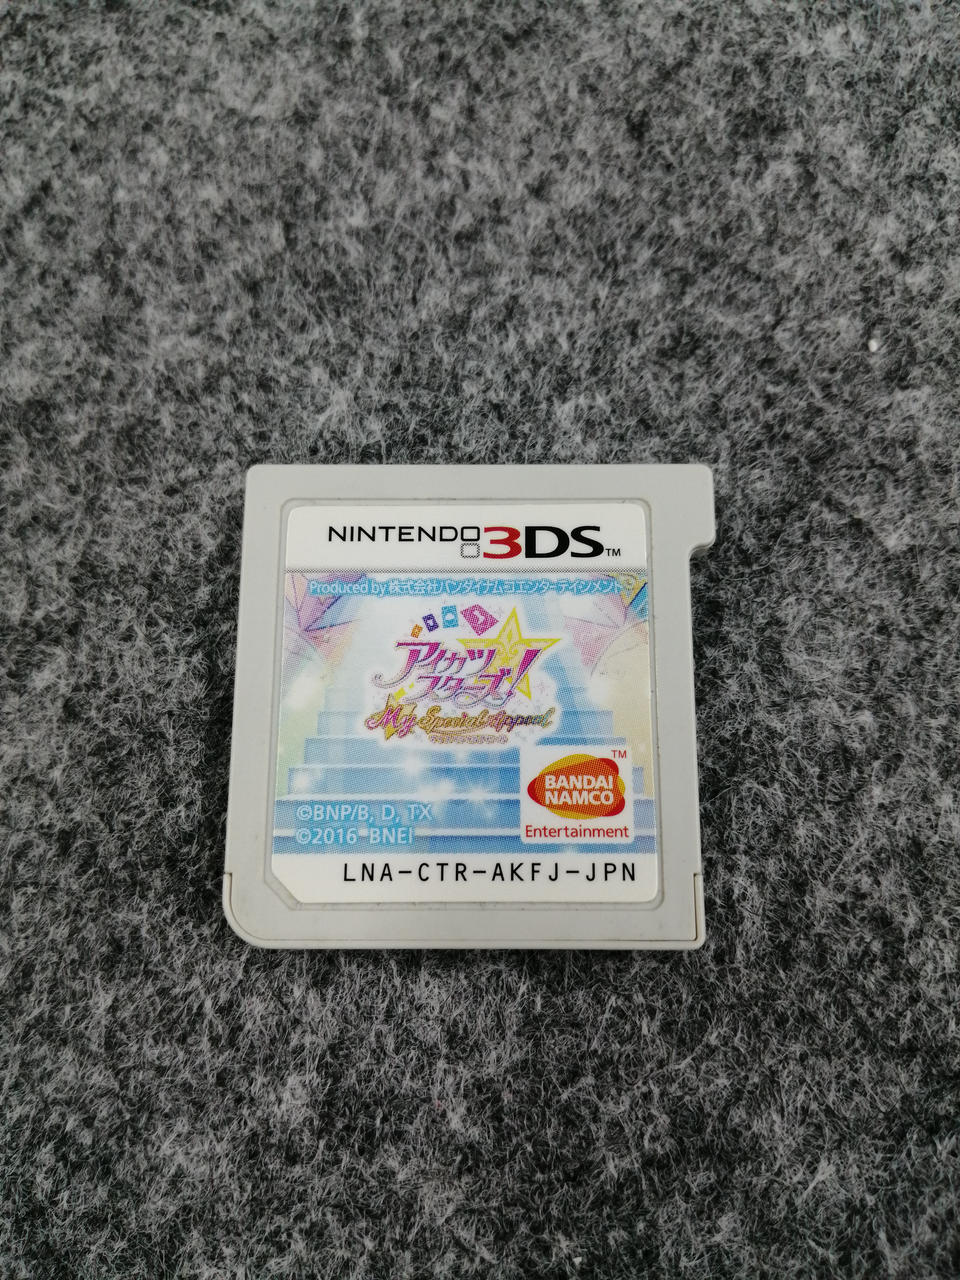 NINTENDO 3DS™
Produced by 株式会社バンダイナムコエンターテインメント
アイカツ
スターズ!
My Special Appeal
TM
BANDAI
NAMCO
Entertainment
©BNP/B, D, TX
©2016 BNEI
LNA-CTR-AKFJ-JPN